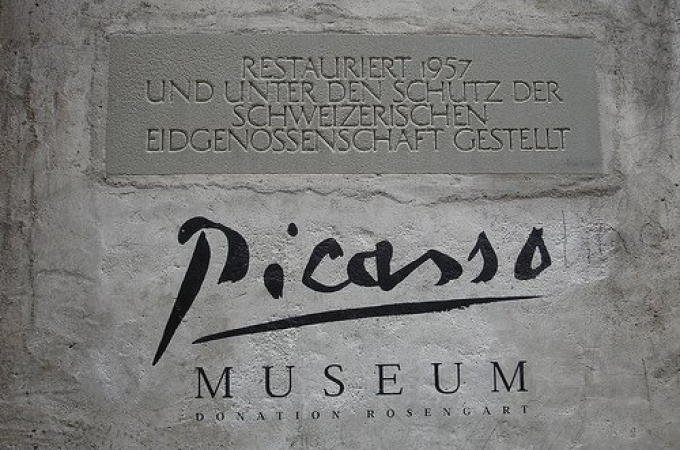 RESTAURIERT 1957
UND UNTER DEN SCHUTZ DER
SCHWEIZERISCHEN
EIDGENOSSENSCHAFT GESTELLT
Picasso
MUSEUM
DONATION ROSENGART